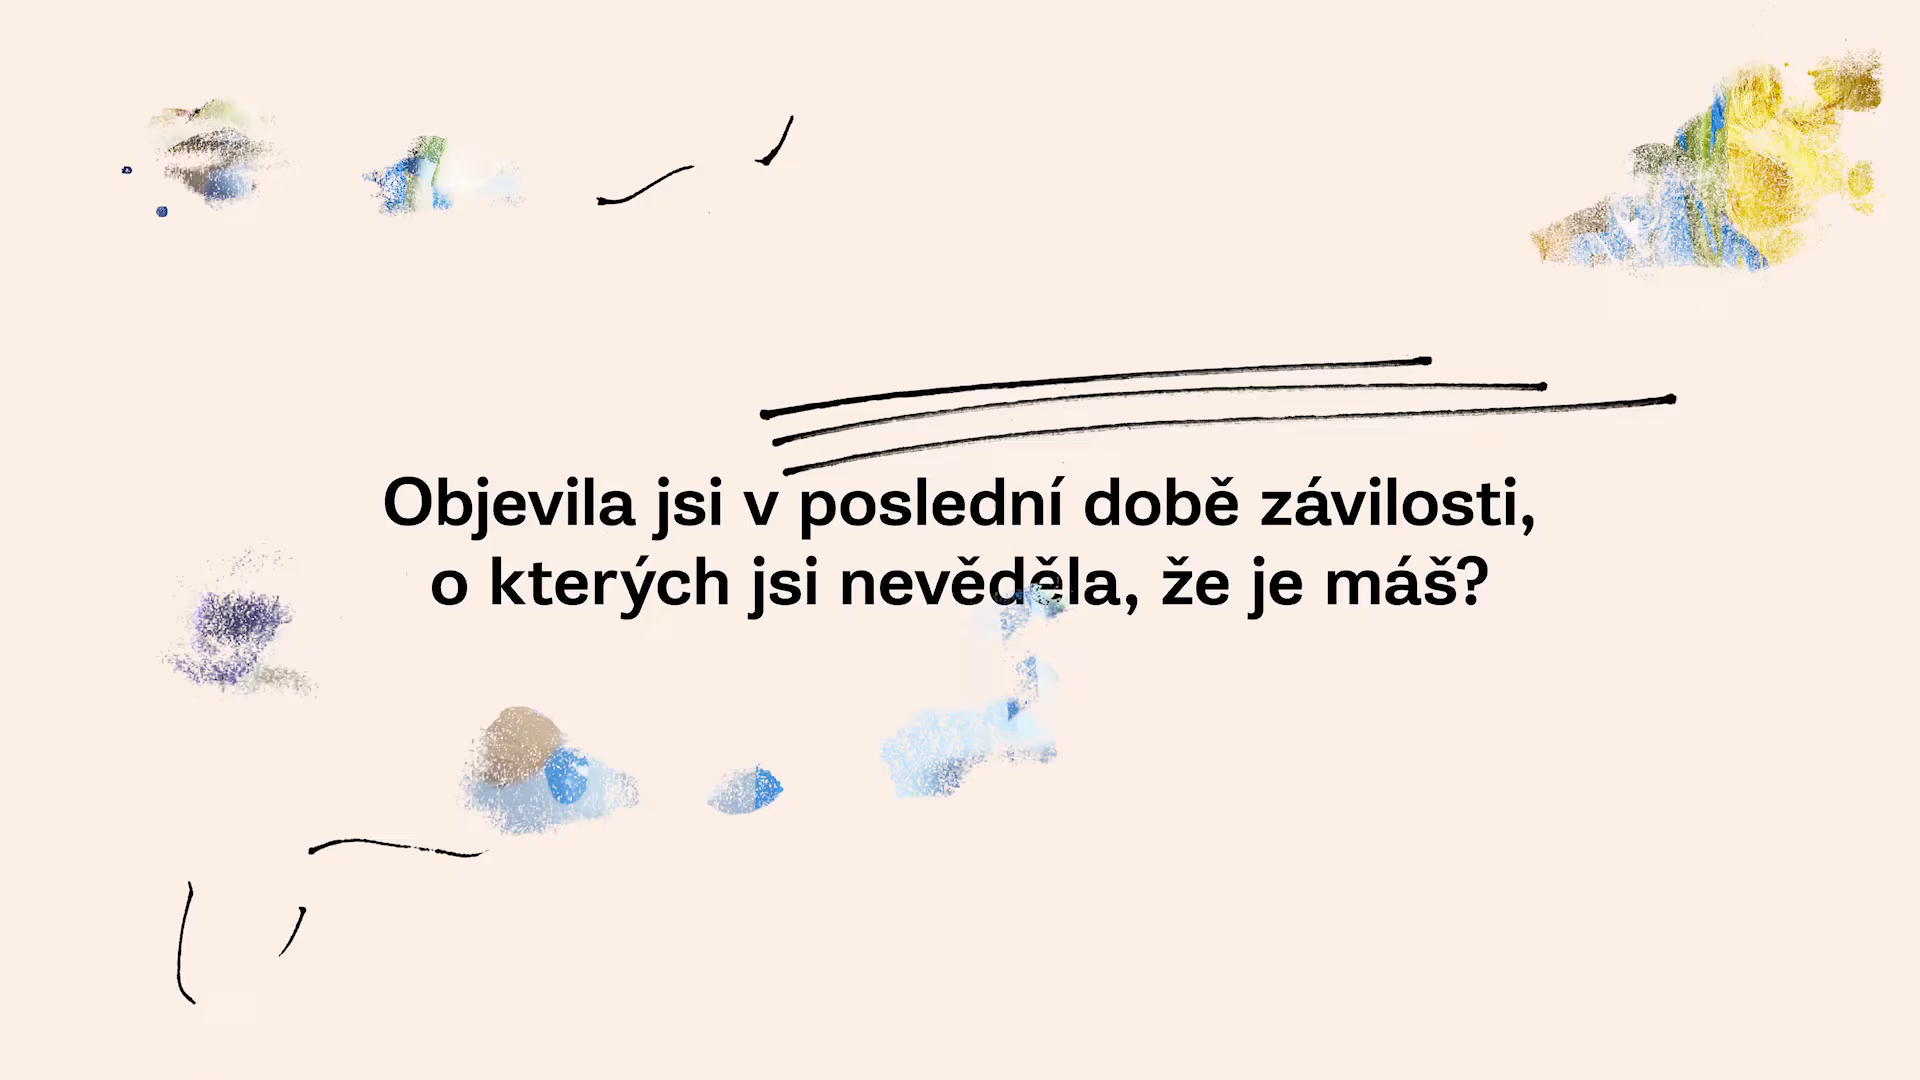 Objevila jsi v poslední době závilosti,
o kterých jsi nevěděla, že je máš?